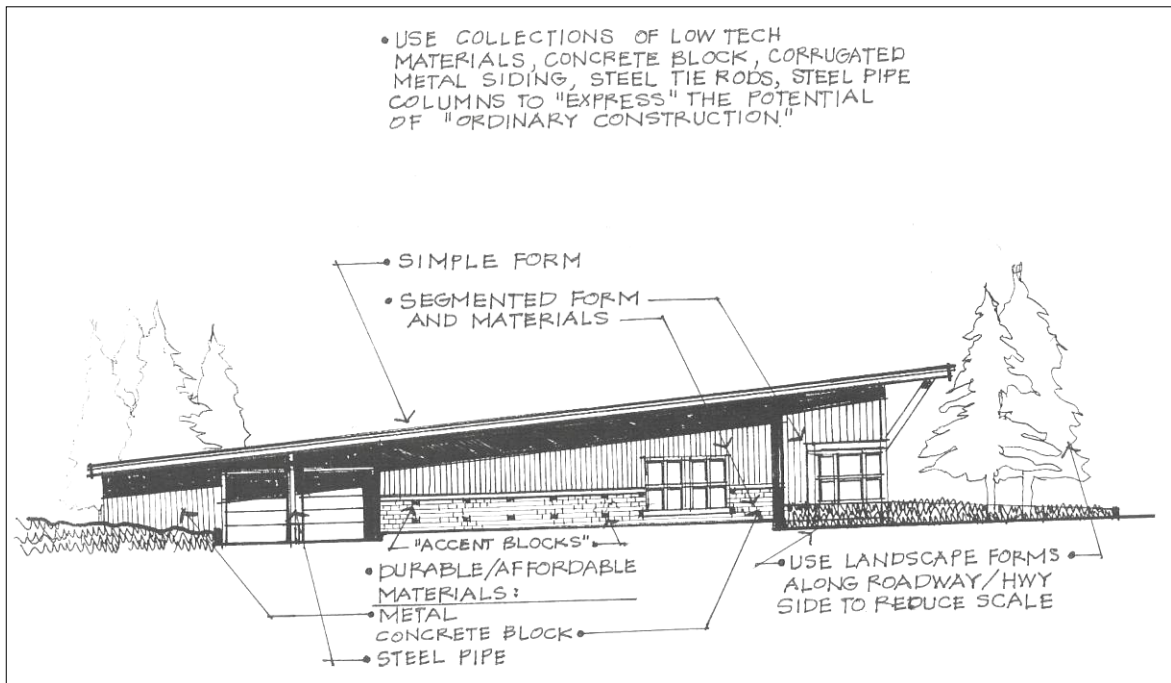 • USE COLLECTIONS OF LOW TECH
MATERIALS, CONCRETE BLOCK, CORRUGATED
METAL SIDING, STEEL TIE RODS, STEEL PIPE
COLUMNS TO "EXPRESS" THE POTENTIAL
OF "ORDINARY CONSTRUCTION."
• SIMPLE FORM
• SEGMENTED FORM
AND MATERIALS
"ACCENT BLOCKS"
• DURABLE/AFFORDABLE
MATERIALS:
• METAL
CONCRETE BLOCK •
• STEEL PIPE
• USE LANDSCAPE FORMS •
ALONG ROADWAY/HWY
SIDE TO REDUCE SCALE